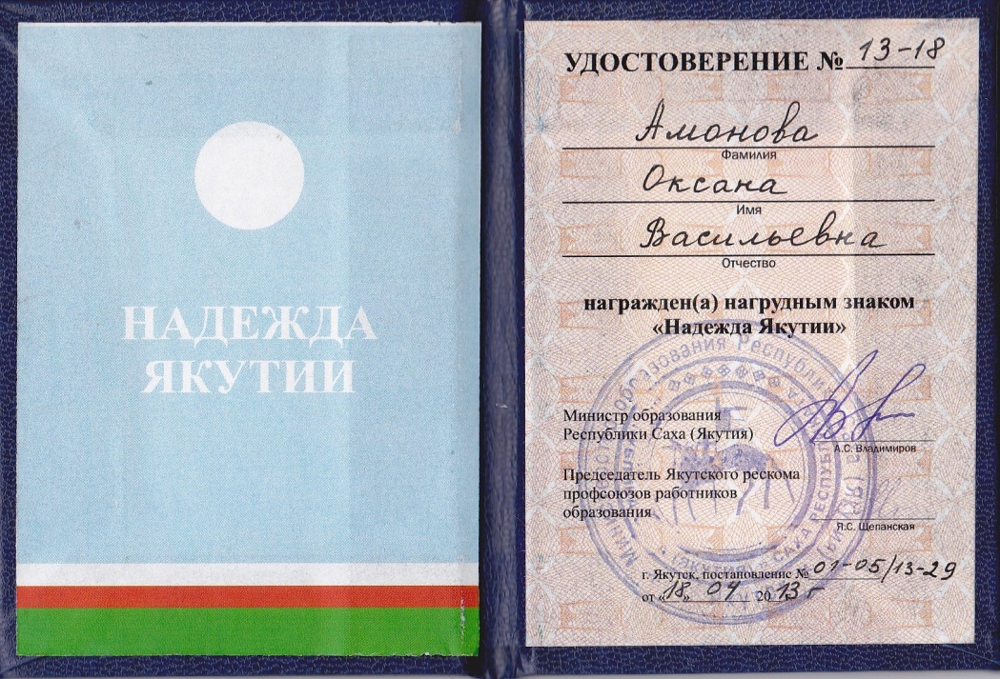 НАДЕЖДА
ЯКУТИИ
УДОСТОВЕРЕНИЕ № 13-18
Амонова
Фамилия
Оксана
Имя
Васильевна
Отчество
награжден(а) нагрудным знаком
«Надежда Якутии»
Министр образования
Республики Саха (Якутия)
А.С. Владимиров
Председатель Якутского рескома
профсоюзов работников
образования
Я.С. Щепанская
г. Якутск, постановление № 01-05/13-29
от «18» 04 2013 г